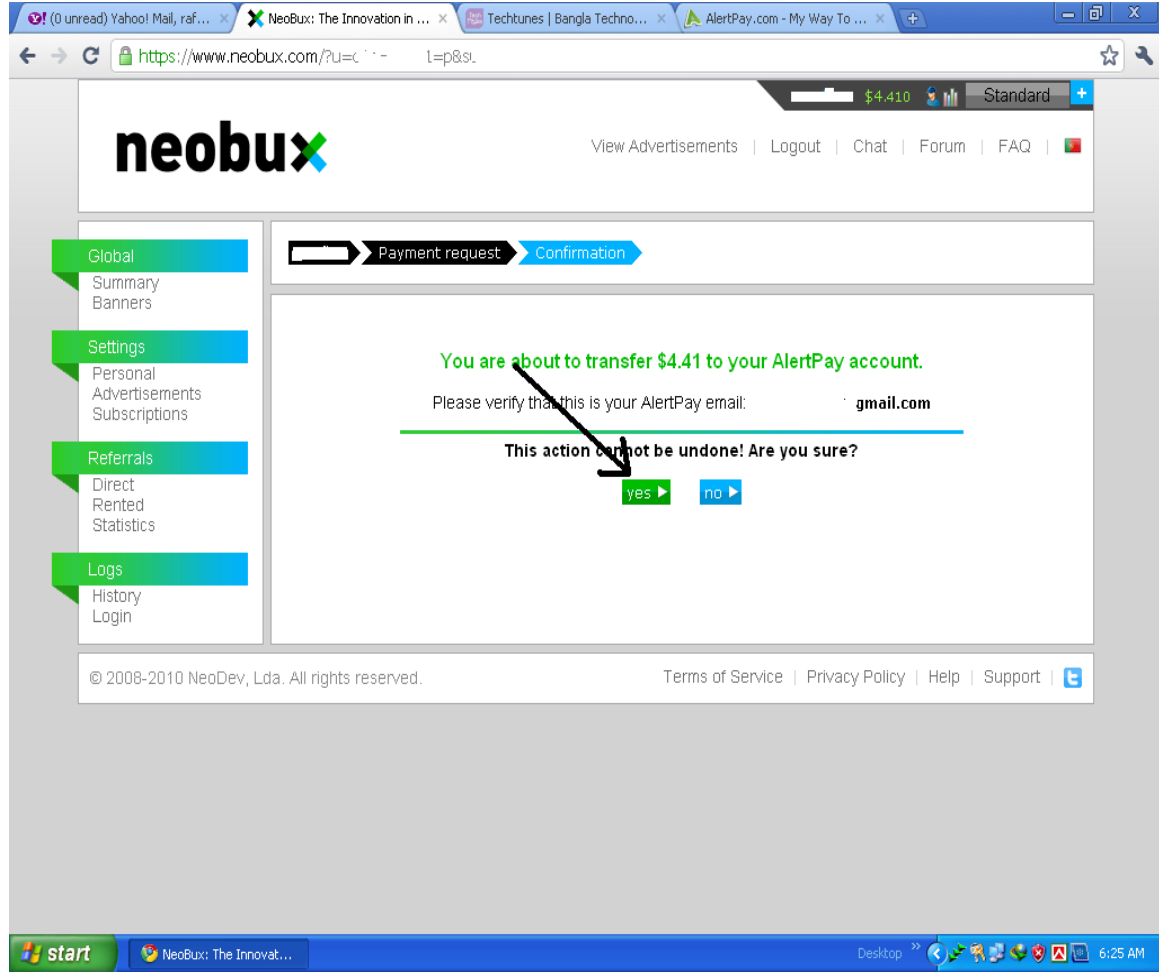 (0 unread) Yahoo! Mail, raf...
NeoBux: The Innovation in ...
Techtunes | Bangla Techno...
AlertPay.com - My Way To ...
https://www.neobux.com/?u=
$4.410
Standard
+
neobux
View Advertisements | Logout | Chat | Forum | FAQ |
Payment request
Confirmation
Global
Summary
Banners
Settings
Personal
Advertisements
Subscriptions
Referrals
Direct
Rented
Statistics
Logs
History
Login
You are about to transfer $4.41 to your AlertPay account.
Please verify that this is your AlertPay email: gmail.com
This action cannot be undone! Are you sure?
yes
no
© 2008-2010 NeoDev, Lda. All rights reserved.
Terms of Service | Privacy Policy | Help | Support |
start
NeoBux: The Innovat...
Desktop
6:25 AM